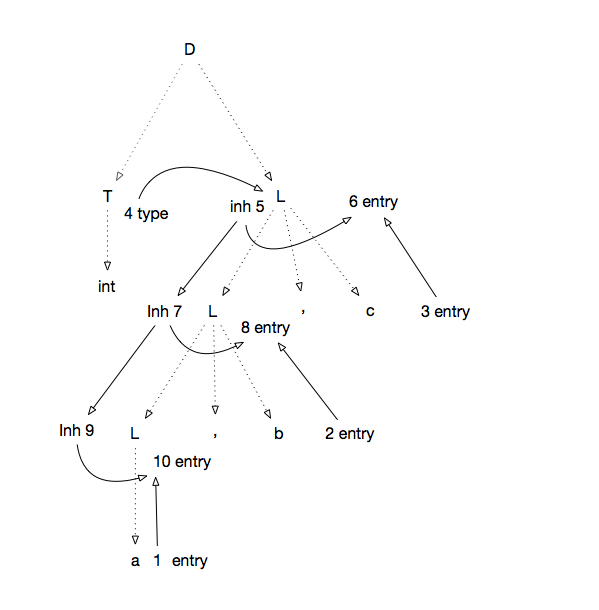 D
T
4 type
inh 5
L
6 entry
int
Inh 7
L
,
c
3 entry
8 entry
Inh 9
L
,
b
2 entry
10 entry
a
1 entry